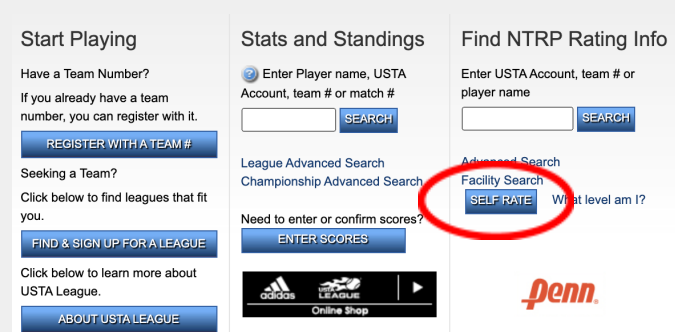 Start Playing
Have a Team Number?
If you already have a team
number, you can register with it.
REGISTER WITH A TEAM #
Seeking a Team?
Click below to find leagues that fit
you.
FIND & SIGN UP FOR A LEAGUE
Click below to learn more about
USTA League.
ABOUT USTA LEAGUE
Stats and Standings
? Enter Player name, USTA
Account, team # or match #
SEARCH
League Advanced Search
Championship Advanced Search
Need to enter or confirm scores?
ENTER SCORES
adidas
USTA
LEAGUE
Online Shop
Find NTRP Rating Info
Enter USTA Account, team # or
player name
SEARCH
Advanced Search
Facility Search
SELF RATE What level am I?
Penn